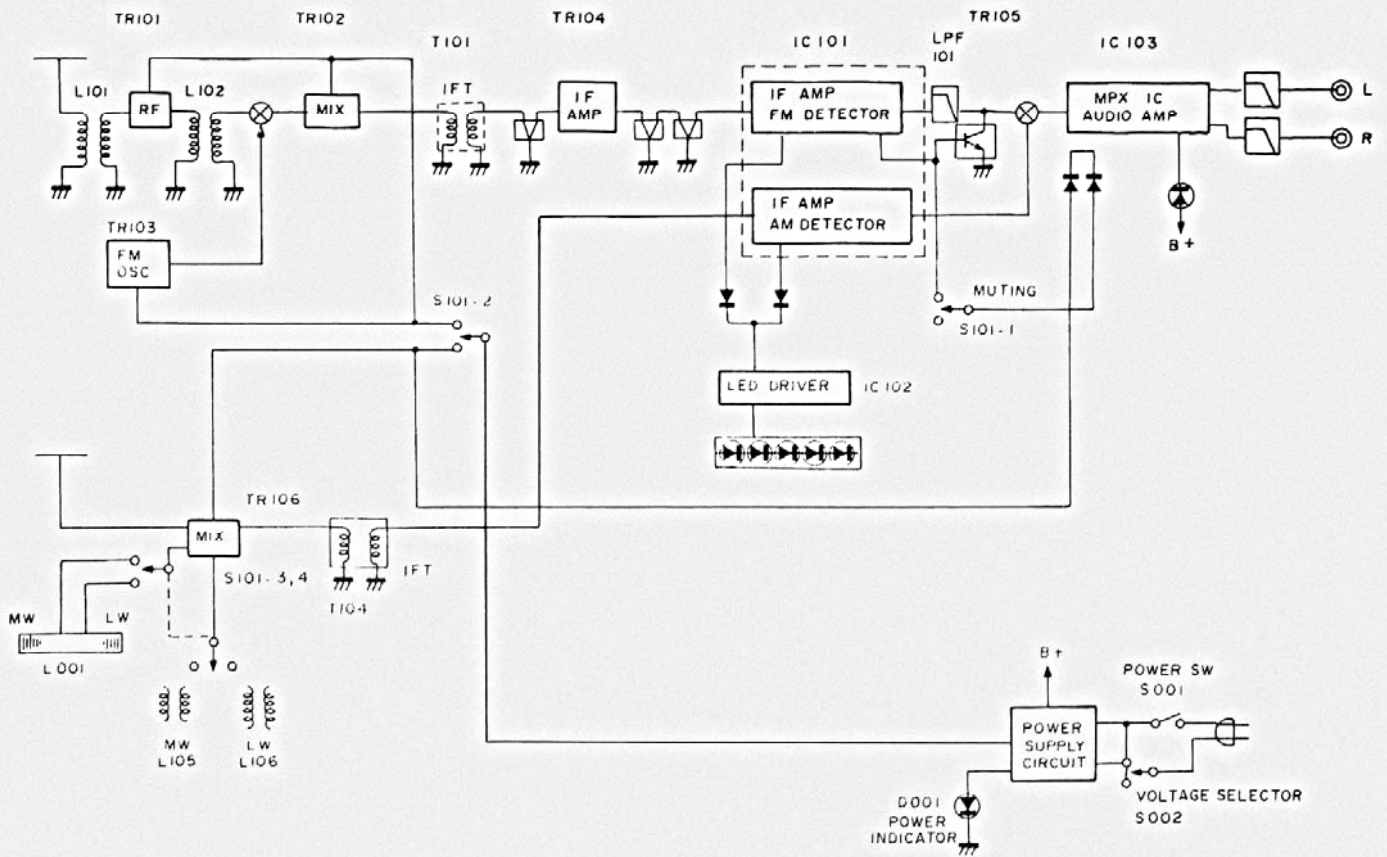 TR101
TR102
T101
TR104
IC101
LPF
101
TR105
IC103
L101
RF
L102
MIX
IFT
IF
AMP
IF AMP
FM DETECTOR
MPX IC
AUDIO AMP
L
R
TR103
FM
OSC
IF AMP
AM DETECTOR
B+
S101-2
MUTING
S101-1
LED DRIVER
IC102
TR106
MIX
S101-3,4
IFT
T104
MW
LW
L001
MW
L105
LW
L106
B+
POWER SW
S001
POWER
SUPPLY
CIRCUIT
D001
POWER
INDICATOR
VOLTAGE SELECTOR
S002